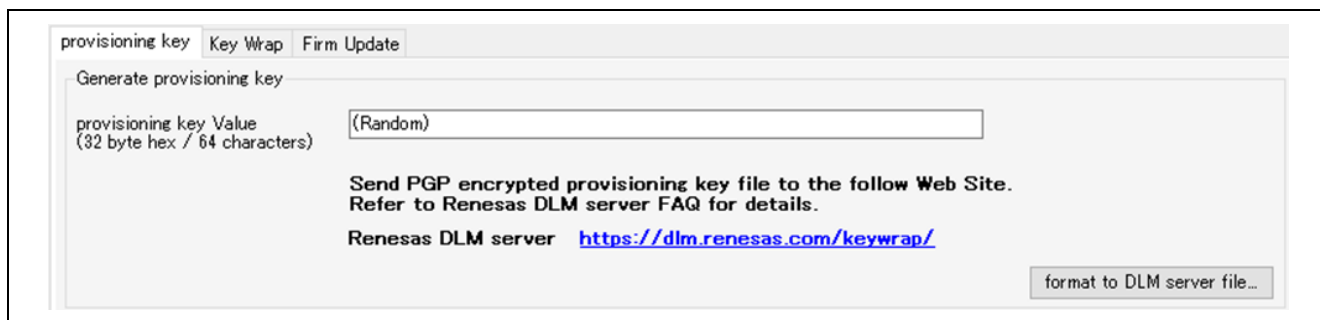 provisioning key Key Wrap Firm Update
Generate provisioning key
provisioning key Value
(32 byte hex / 64 characters)
(Random)
Send PGP encrypted provisioning key file to the follow Web Site.
Refer to Renesas DLM server FAQ for details.
Renesas DLM server https://dlm.renesas.com/keywrap/
format to DLM server file...